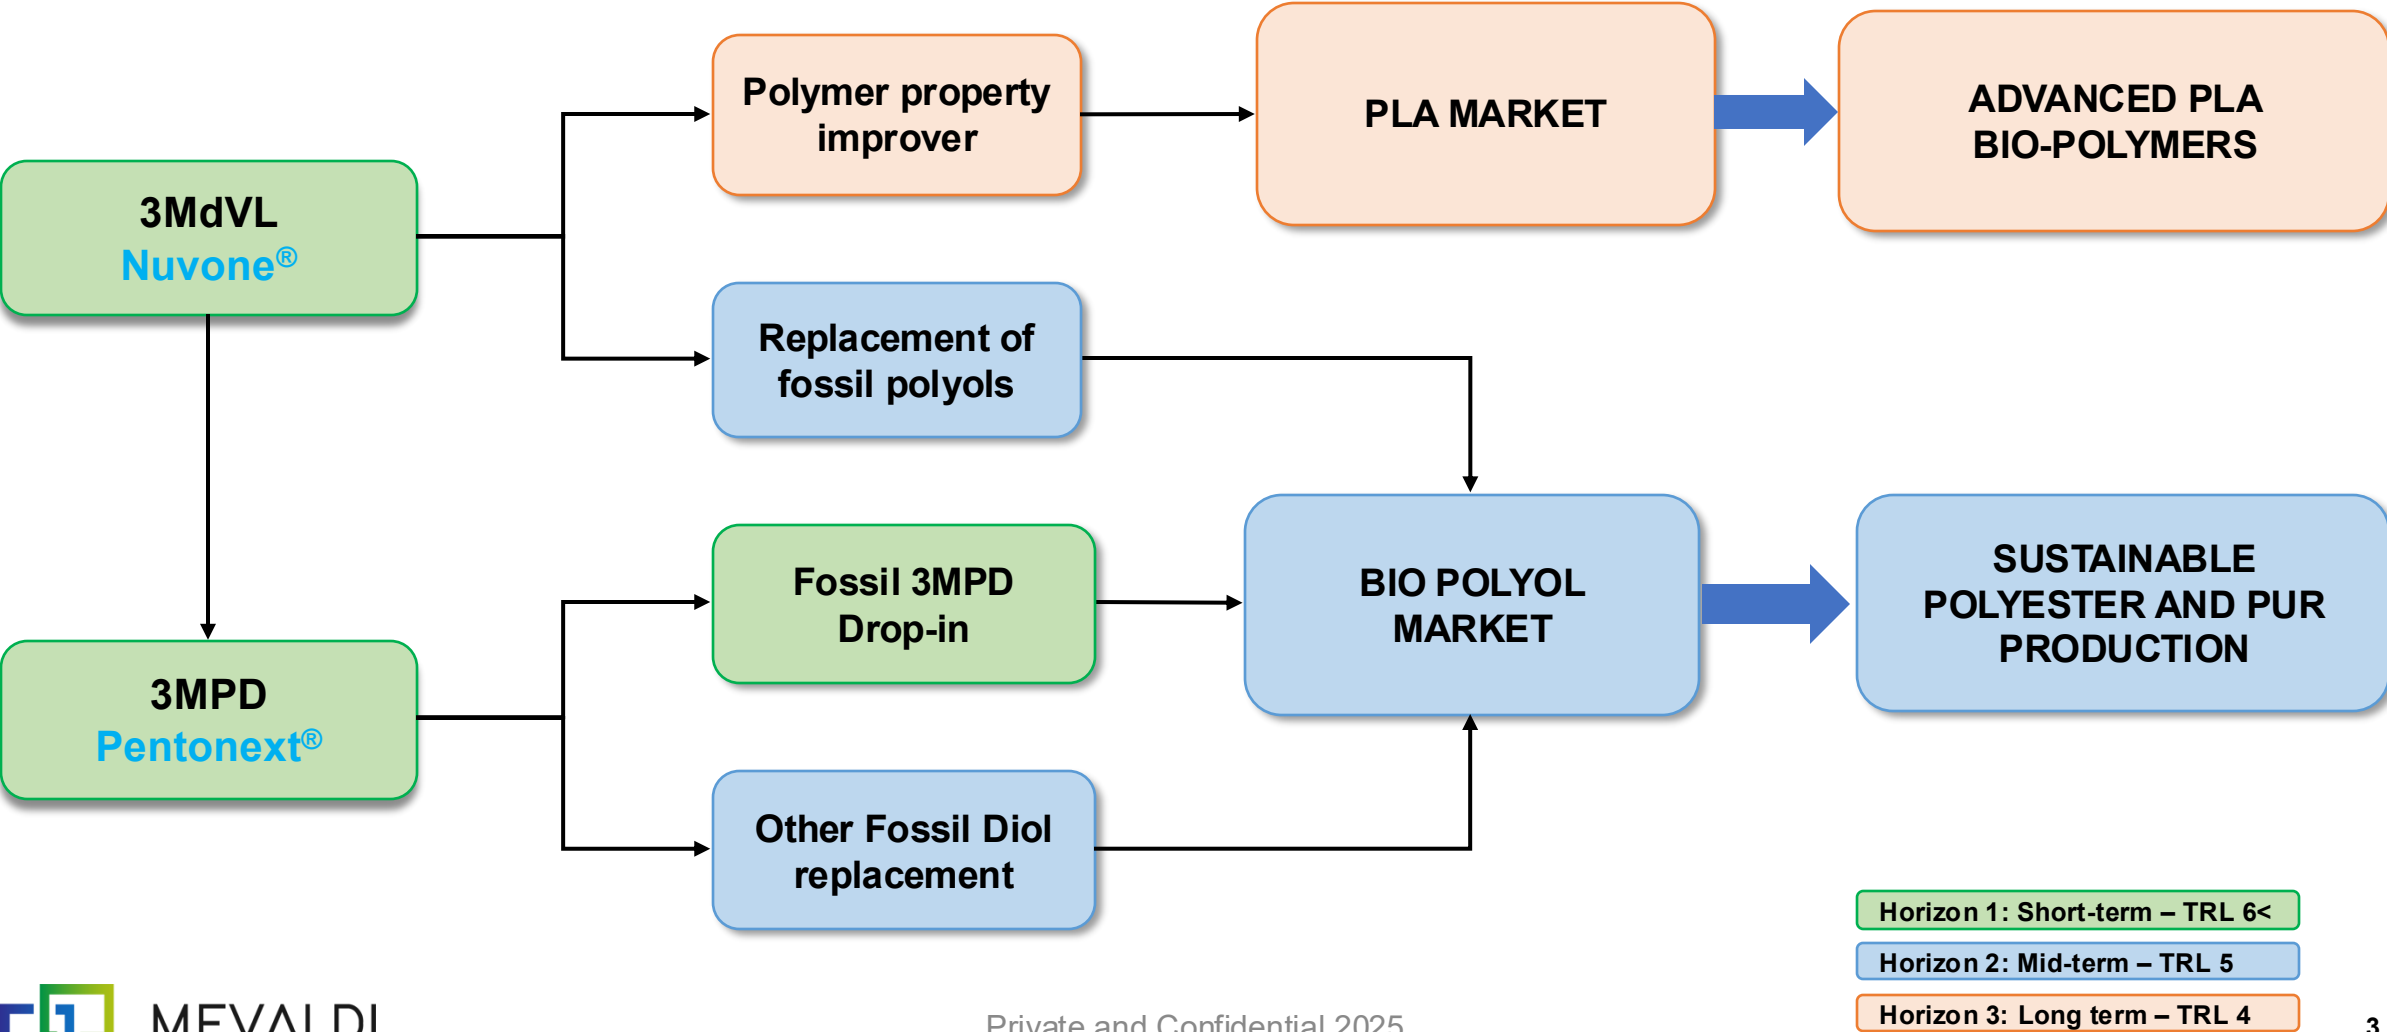 Polymer property
improver
PLA MARKET
ADVANCED PLA
BIO-POLYMERS
3MdVL
Nuvone®
Replacement of
fossil polyols
Fossil 3MPD
Drop-in
BIO POLYOL
MARKET
SUSTAINABLE
POLYESTER AND PUR
PRODUCTION
3MPD
Pentonext®
Other Fossil Diol
replacement
Horizon 1: Short-term – TRL 6<
Horizon 2: Mid-term – TRL 5
Horizon 3: Long term – TRL 4
MEVALDI
Private and Confidential 2025
3